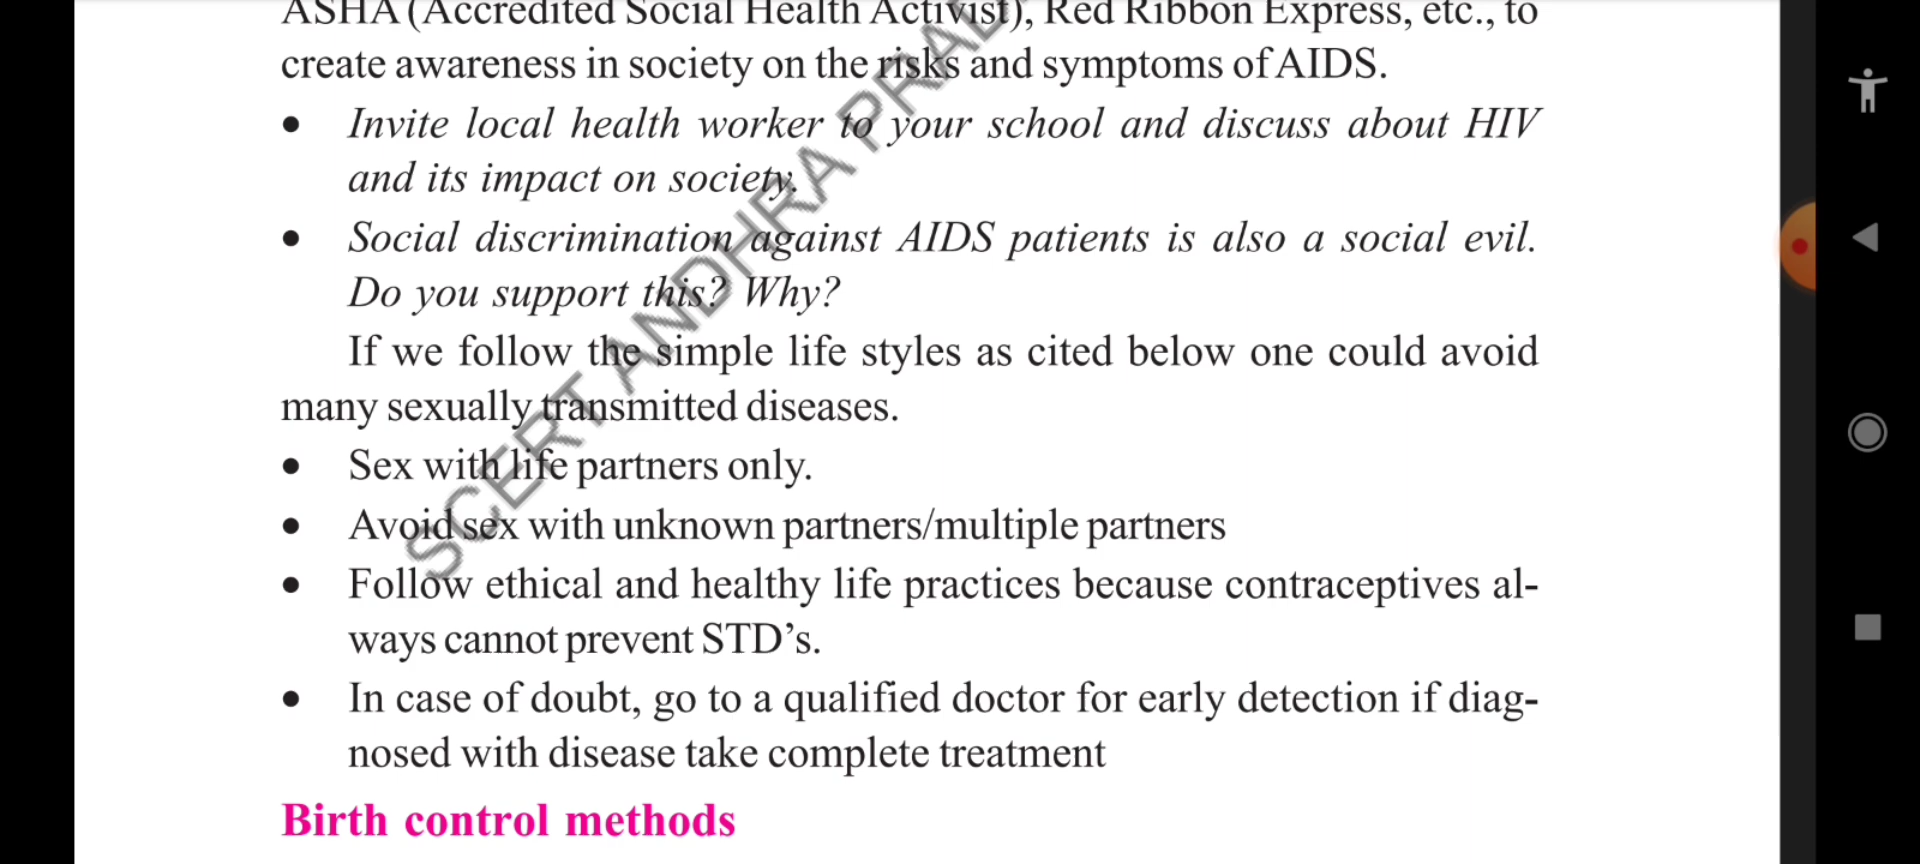 ASHA (Accredited Social Health Activist), Red Ribbon Express, etc., to
create awareness in society on the risks and symptoms of AIDS.
• Invite local health worker to your school and discuss about HIV
and its impact on society.
• Social discrimination against AIDS patients is also a social evil.
Do you support this? Why?
If we follow the simple life styles as cited below one could avoid
many sexually transmitted diseases.
• Sex with life partners only.
• Avoid sex with unknown partners/multiple partners
• Follow ethical and healthy life practices because contraceptives al-
ways cannot prevent STD’s.
• In case of doubt, go to a qualified doctor for early detection if diag-
nosed with disease take complete treatment
Birth control methods
SCERT ANDHRA PRAD